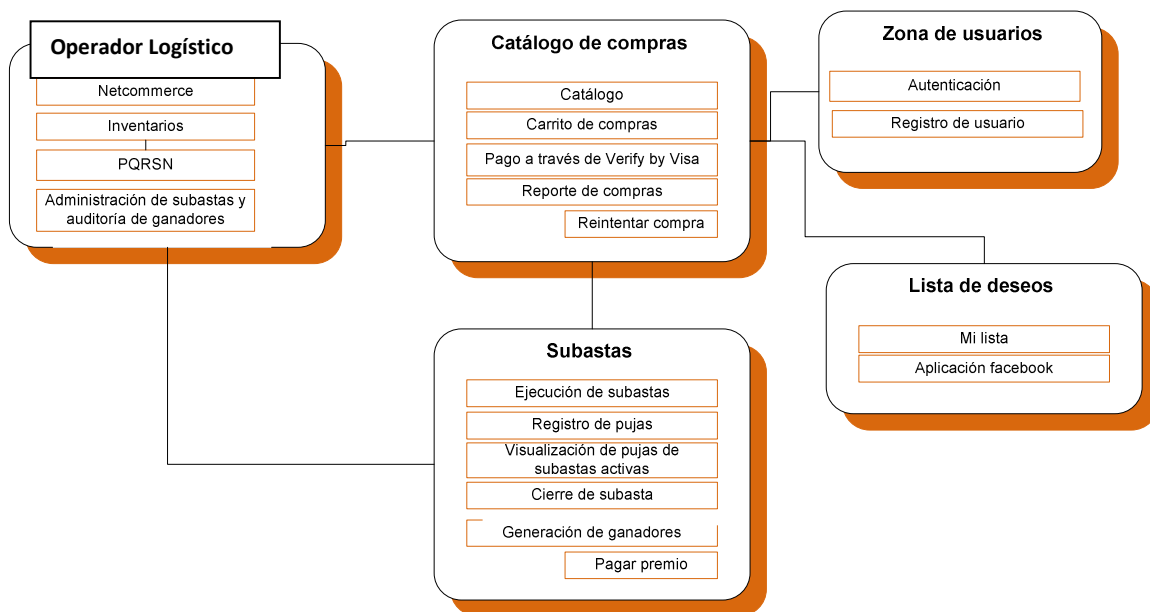 Operador Logístico
Netcommerce
Inventarios
PQRSN
Administración de subastas y
auditoría de ganadores
Catálogo de compras
Catálogo
Carrito de compras
Pago a través de Verify by Visa
Reporte de compras
Reintentar compra
Zona de usuarios
Autenticación
Registro de usuario
Lista de deseos
Mi lista
Aplicación facebook
Subastas
Ejecución de subastas
Registro de pujas
Visualización de pujas de
subastas activas
Cierre de subasta
Generación de ganadores
Pagar premio